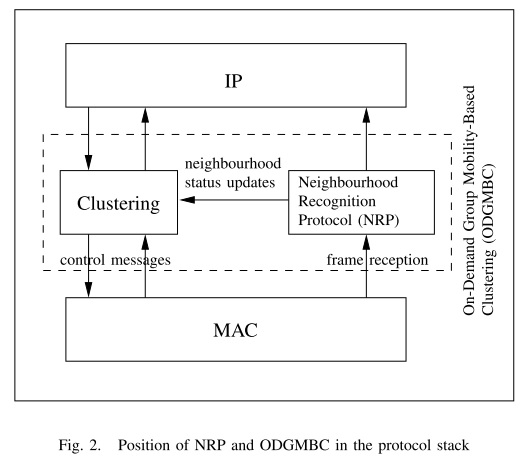 IP
neighbourhood
status updates
Clustering
Neighbourhood
Recognition
Protocol (NRP)
control messages
frame reception
MAC
On-Demand Group Mobility-Based
Clustering (ODGMBC)
Fig. 2. Position of NRP and ODGMBC in the protocol stack